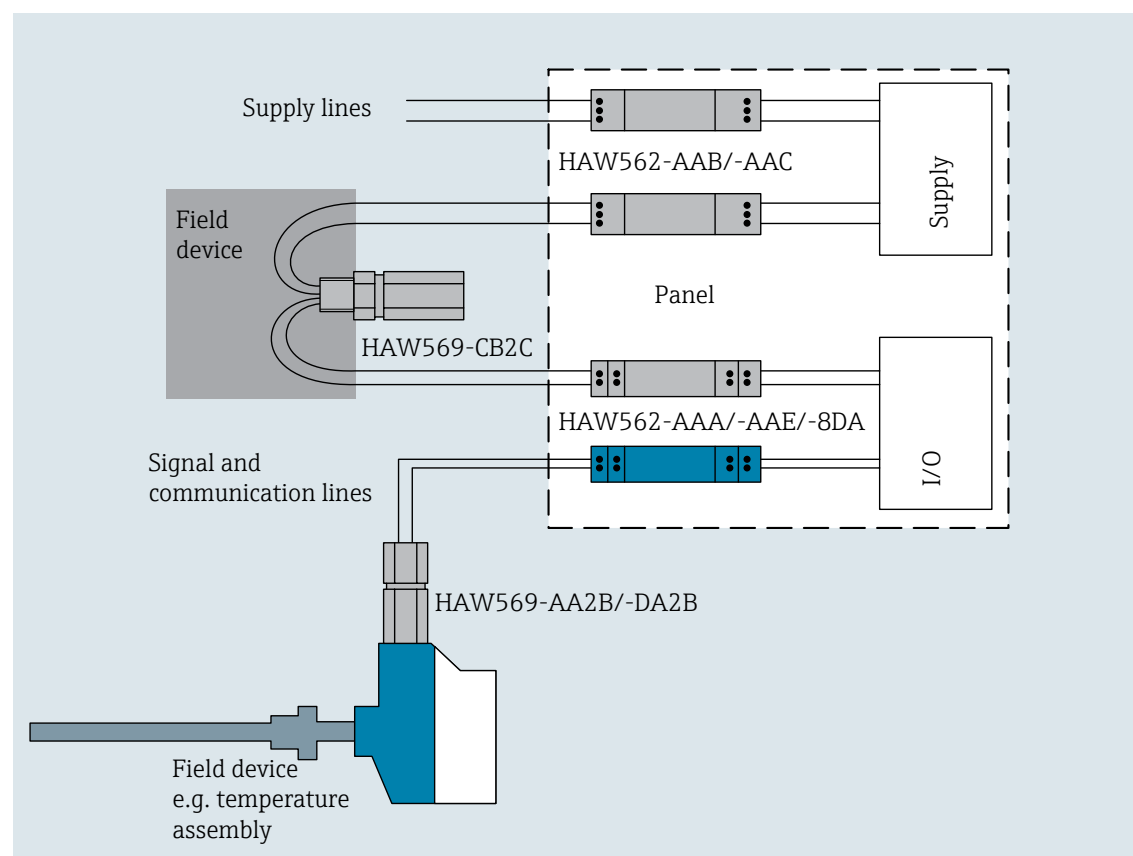 Supply lines
HAW562-AAB/-AAC
Supply
Field
device
Panel
HAW569-CB2C
HAW562-AAA/-AAE/-8DA
Signal and
communication lines
I/O
HAW569-AA2B/-DA2B
Field device
e.g. temperature
assembly